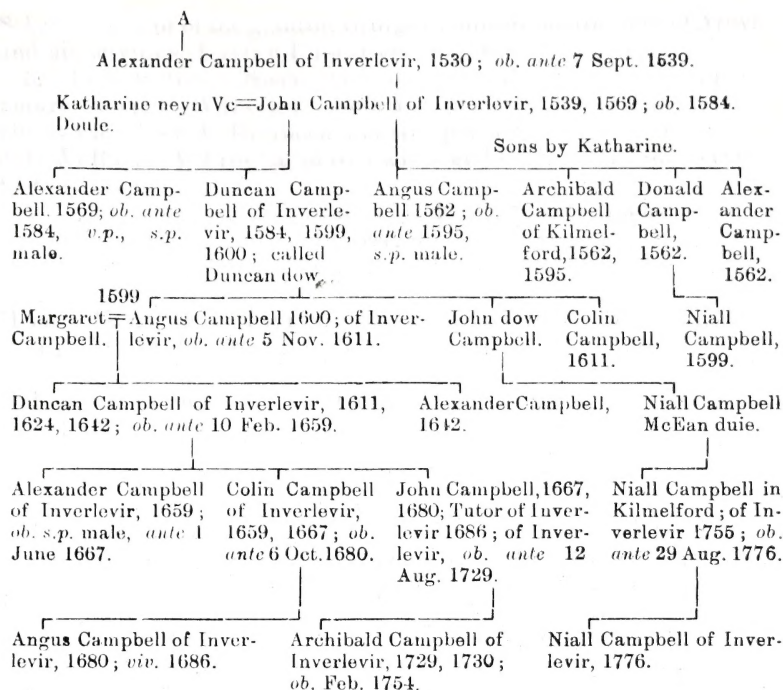 A
Alexander Campbell of Inverlevir, 1530; ob. ante 7 Sept. 1539.
Katharine neyn Vc=John Campbell of Inverlevir, 1539, 1569; ob. 1584.
Doule.
Sons by Katharine.
Alexander Camp-
bell. 1569; ob. ante
1584, v.p., s.p.
male.
Duncan Camp-
bell of Inverle-
vir, 1584, 1599,
1600; called
Duncan dow.
Angus Camp-
bell 1562; ob.
ante 1595,
s.p. male.
Archibald
Campbell
of Kilmel-
ford, 1562,
1595.
Donald
Camp-
bell,
1562.
Alex-
ander
Camp-
bell,
1562.
1599
Margaret=Angus Campbell 1600; of Inver-
Campbell. levir, ob. ante 5 Nov. 1611.
John dow
Campbell.
Colin
Campbell,
1611.
Niall
Campbell,
1599.
Duncan Campbell of Inverlevir, 1611,
1624, 1642; ob. ante 10 Feb. 1659.
Alexander Campbell,
1642.
Niall Campbell
McEan duie.
Alexander Campbell
of Inverlevir, 1659;
ob. s.p. male, ante 1
June 1667.
Colin Campbell
of Inverlevir,
1659, 1667; ob.
ante 6 Oct. 1680.
John Campbell, 1667,
1680; Tutor of Inver-
levir 1686; of Inver-
levir, ob. ante 12
Aug. 1729.
Niall Campbell in
Kilmelford; of In-
verlevir 1755; ob.
ante 29 Aug. 1776.
Angus Campbell of Inver-
levir, 1680; viv. 1686.
Archibald Campbell of
Inverlevir, 1729, 1730;
ob. Feb. 1754.
Niall Campbell of Inver-
levir, 1776.